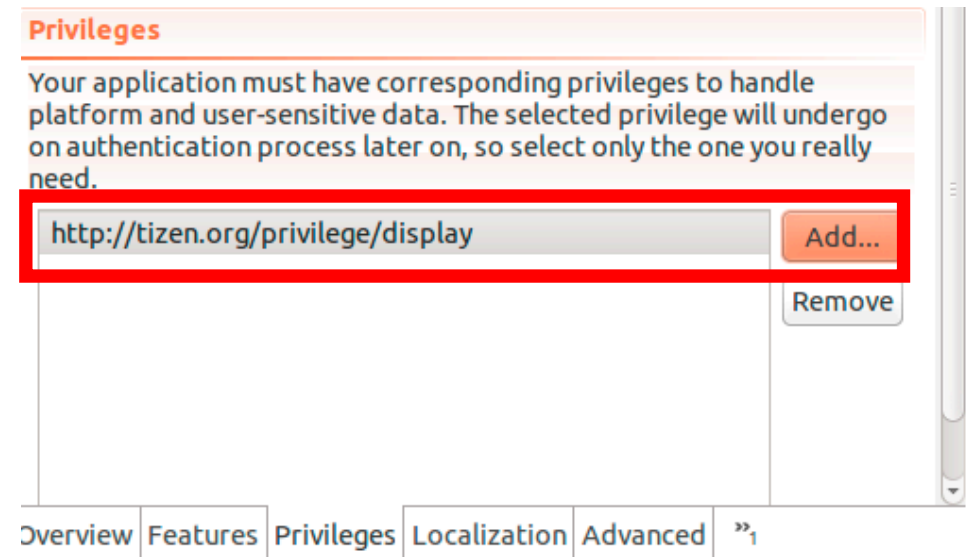 Privileges
Your application must have corresponding privileges to handle
platform and user-sensitive data. The selected privilege will undergo
on authentication process later on, so select only the one you really
need.
http://tizen.org/privilege/display Add...
Remove
Overview Features Privileges Localization Advanced »1